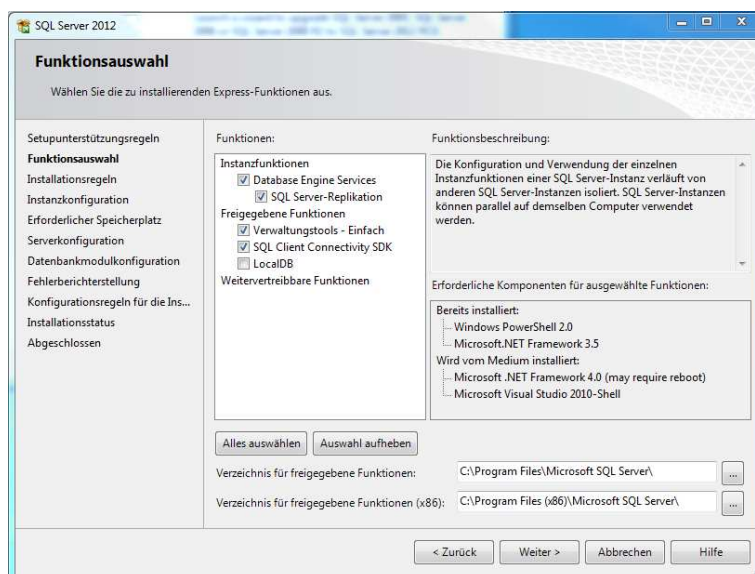 SQL Server 2012
Funktionsauswahl
Wählen Sie die zu installierenden Express-Funktionen aus.
Setupunterstützungsregeln
Funktionsauswahl
Installationsregeln
Instanzkonfiguration
Erforderlicher Speicherplatz
Serverkonfiguration
Datenbankmodulkonfiguration
Fehlerberichterstellung
Konfigurationsregeln für die Ins...
Installationsstatus
Abgeschlossen
Funktionen:
Instanzfunktionen
Database Engine Services
SQL Server-Replikation
Freigegebene Funktionen
Verwaltungstools - Einfach
SQL Client Connectivity SDK
LocalDB
Weitervertreibbare Funktionen
Funktionsbeschreibung:
Die Konfiguration und Verwendung der einzelnen
Instanzfunktionen einer SQL Server-Instanz verläuft von
anderen SQL Server-Instanzen isoliert. SQL Server-Instanzen
können parallel auf demselben Computer verwendet
werden.
Erforderliche Komponenten für ausgewählte Funktionen:
Bereits installiert:
Windows PowerShell 2.0
Microsoft.NET Framework 3.5
Wird vom Medium installiert:
Microsoft .NET Framework 4.0 (may require reboot)
Microsoft Visual Studio 2010-Shell
Alles auswählen
Auswahl aufheben
Verzeichnis für freigegebene Funktionen:
C:\Program Files\Microsoft SQL Server\
...
Verzeichnis für freigegebene Funktionen (x86):
C:\Program Files (x86)\Microsoft SQL Server\
...
< Zurück
Weiter >
Abbrechen
Hilfe